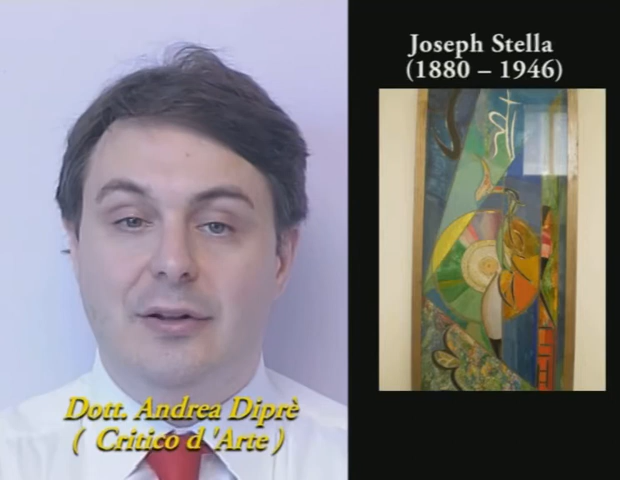 Joseph Stella
(1880 – 1946)
Dott. Andrea Diprè
( Critico d 'Arte )